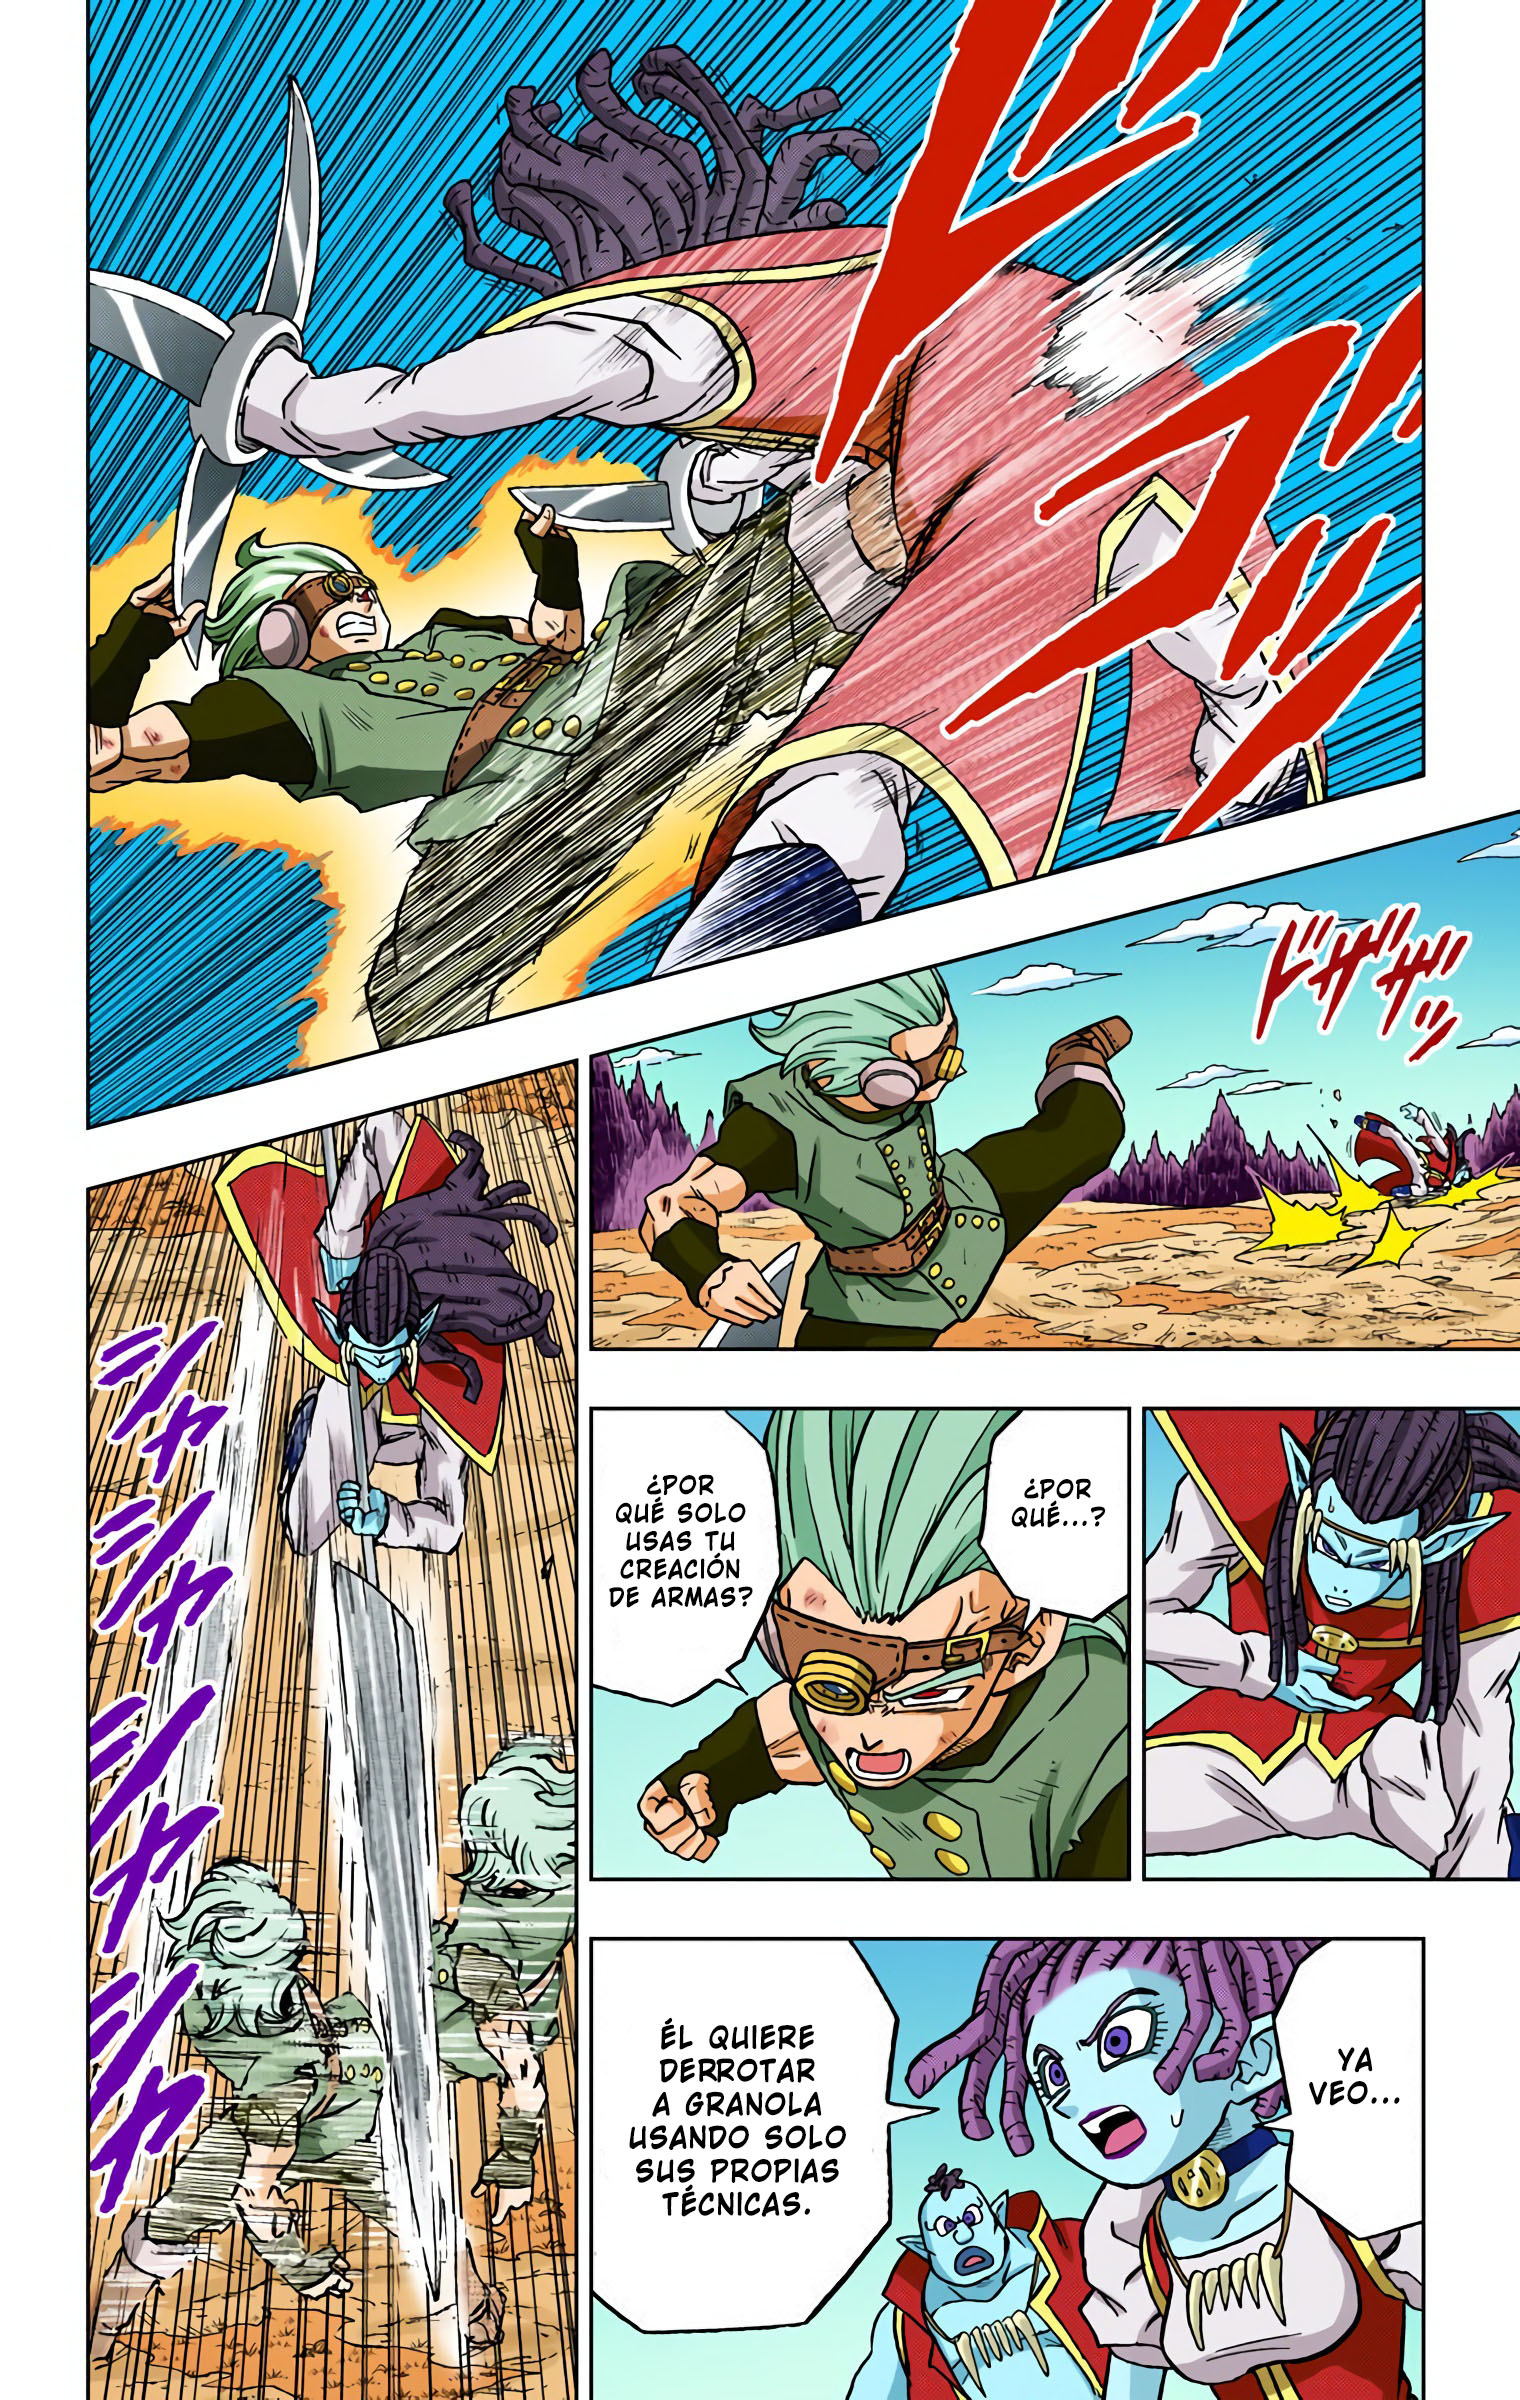 ドゴッ
ドザザザッ
¿POR
QUÉ...?
¿POR
QUÉ SOLO
USAS TU
CREACIÓN
DE ARMAS?
シャ
シャ
シャ
シャ
YA
VEO...
ÉL QUIERE
DERROTAR
A GRANOLA
USANDO SOLO
SUS PROPIAS
TÉCNICAS.